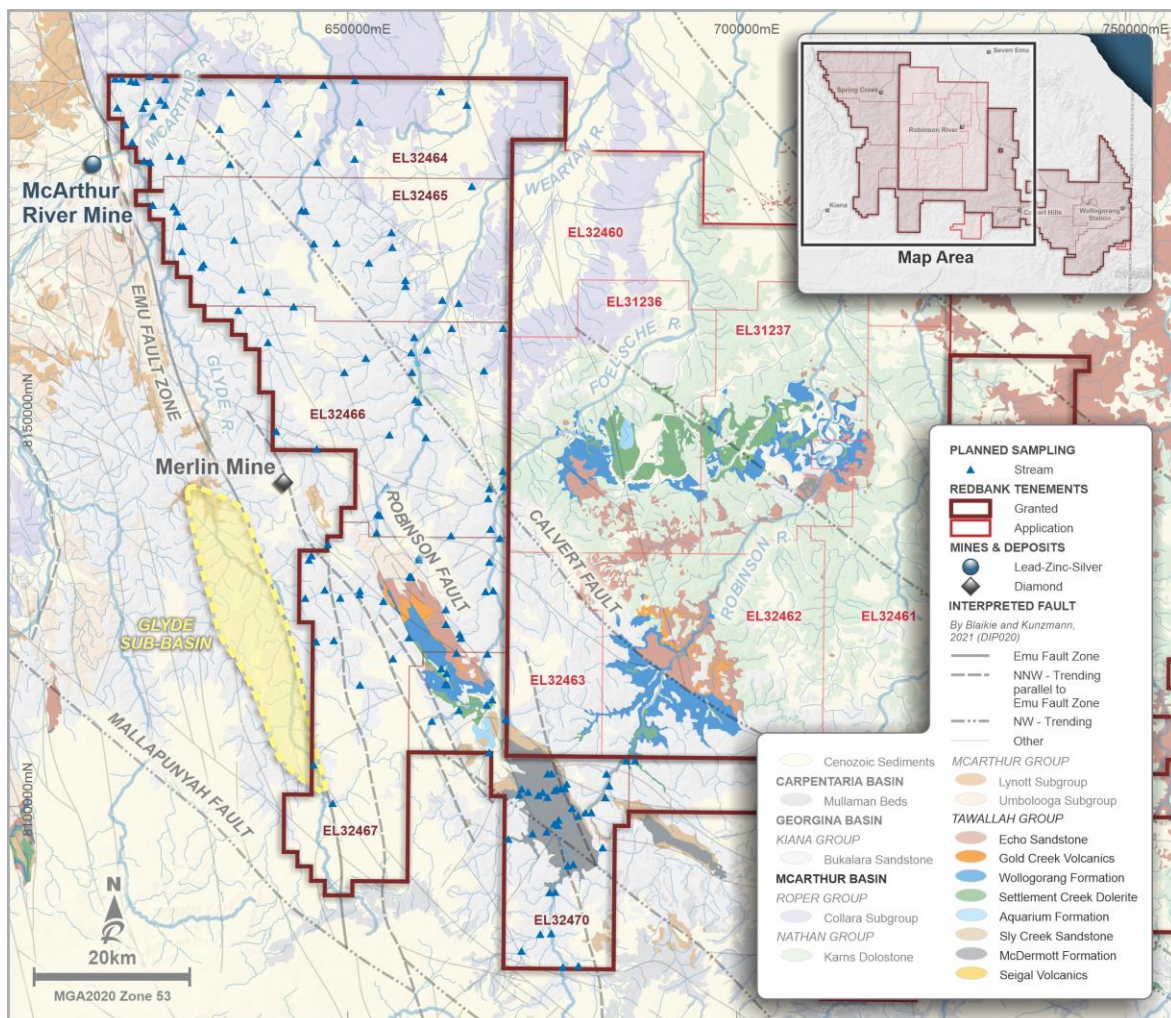 650000mE
700000mE
750000mE
Seven Emu
Spring Creek
Robinson River
Kiana
Wollogorang
Station
Map Area
MCARTHUR R.
McArthur
River Mine
EL32464
EL32465
WEARYAN R.
EL32460
EL31236
EL31237
FOELSCHE R.
EMU FAULT ZONE
GLYDE R.
8150000mN
EL32466
Merlin Mine
ROBINSON FAULT
CALVERT FAULT
ROBINSON R.
EL32462
EL32461
GLYDE
SUB-BASIN
EL32463
MALLAPUNYAH FAULT
8100000mN
EL32467
EL32470
N
20km
MGA2020 Zone 53
PLANNED SAMPLING
Stream
REDBANK TENEMENTS
Granted
Application
MINES & DEPOSITS
Lead-Zinc-Silver
Diamond
INTERPRETED FAULT
By Blaikie and Kunzmann,
2021 (DIP020)
Emu Fault Zone
NNW - Trending
parallel to
Emu Fault Zone
NW - Trending
Other
Cenozoic Sediments
CARPENTARIA BASIN
Mullaman Beds
GEORGINA BASIN
KIANA GROUP
Bukalara Sandstone
MCARTHUR BASIN
ROPER GROUP
Collara Subgroup
NATHAN GROUP
Karns Dolostone
MCARTHUR GROUP
Lynott Subgroup
Umbolooga Subgroup
TAWALLAH GROUP
Echo Sandstone
Gold Creek Volcanics
Wollogorang Formation
Settlement Creek Dolerite
Aquarium Formation
Sly Creek Sandstone
McDermott Formation
Seigal Volcanics